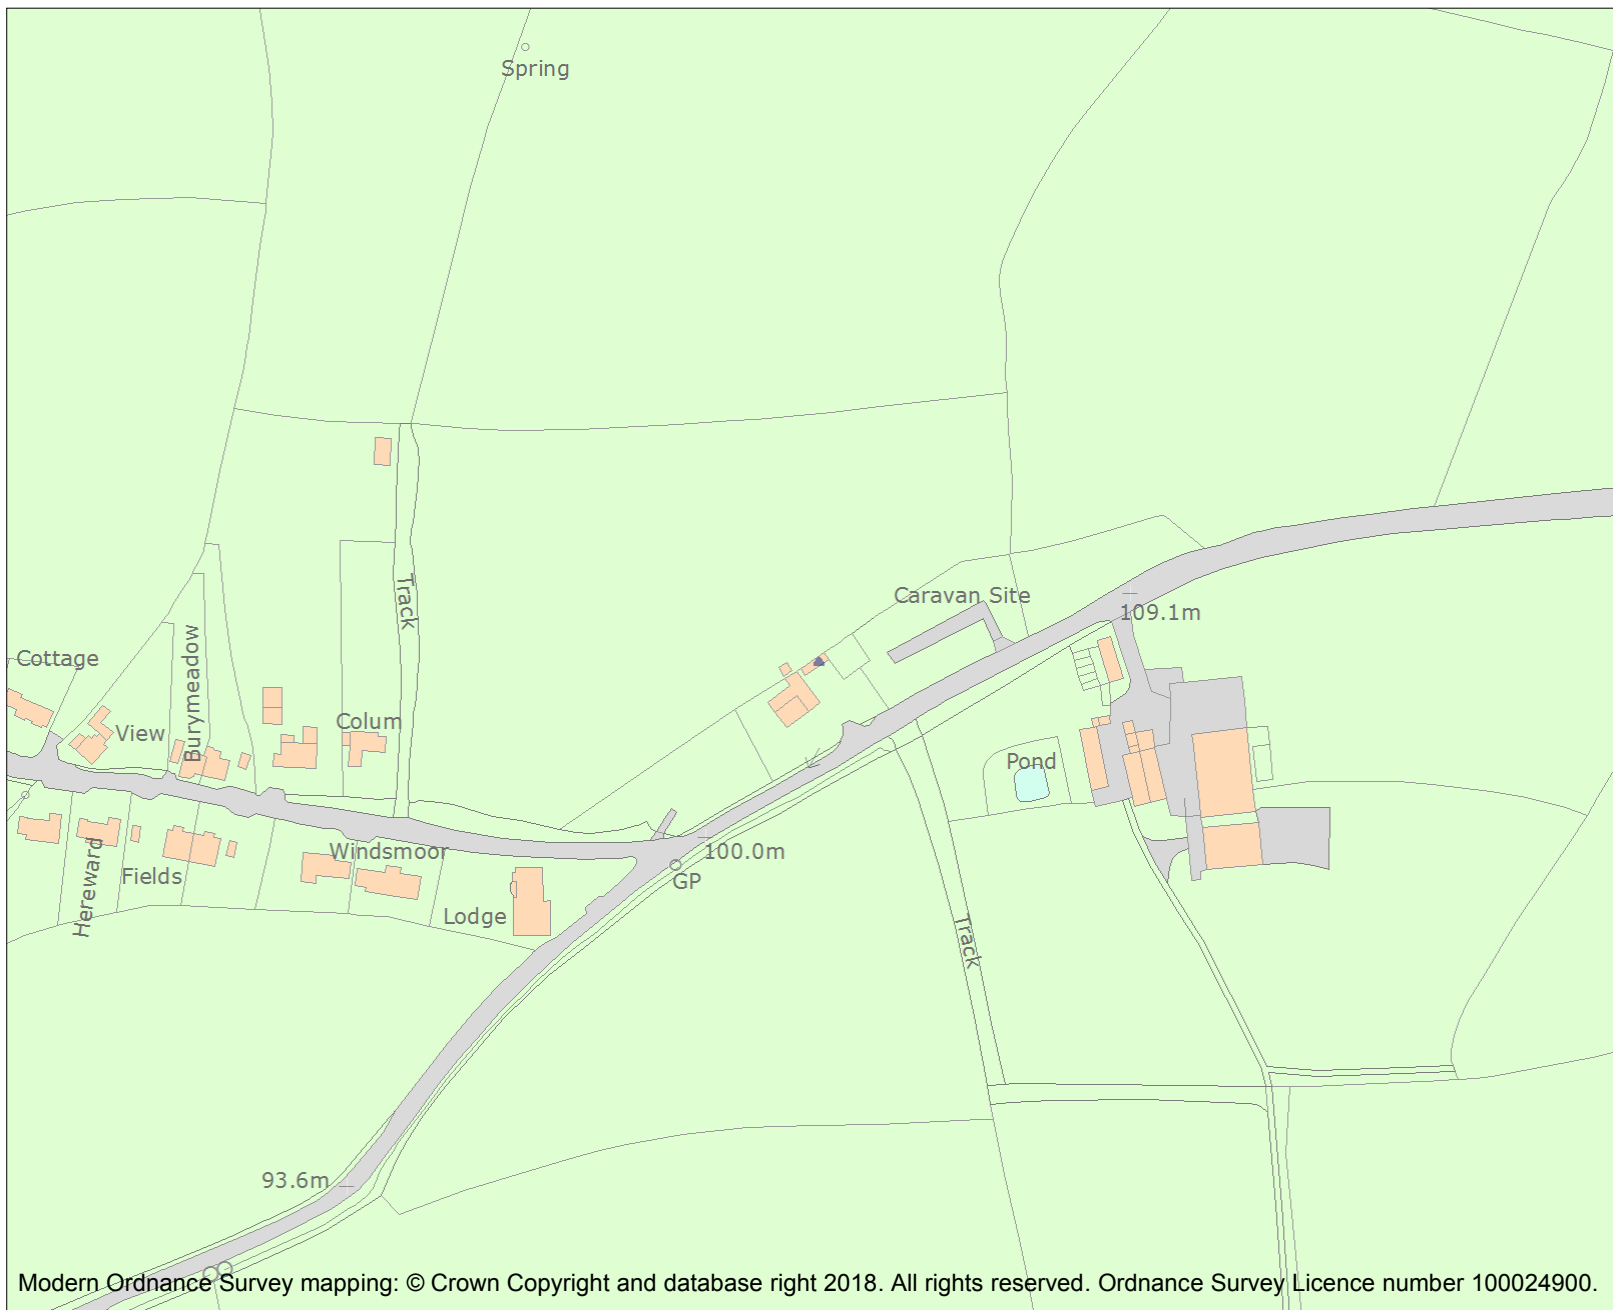 Spring
Track
Caravan Site
109.1m
Cottage
Burymeadow
View
Colum
Pond
Windsmoor
100.0m
Hereward
Fields
GP
Lodge
Track
93.6m
Modern Ordnance Survey mapping: © Crown Copyright and database right 2018. All rights reserved. Ordnance Survey Licence number 100024900.